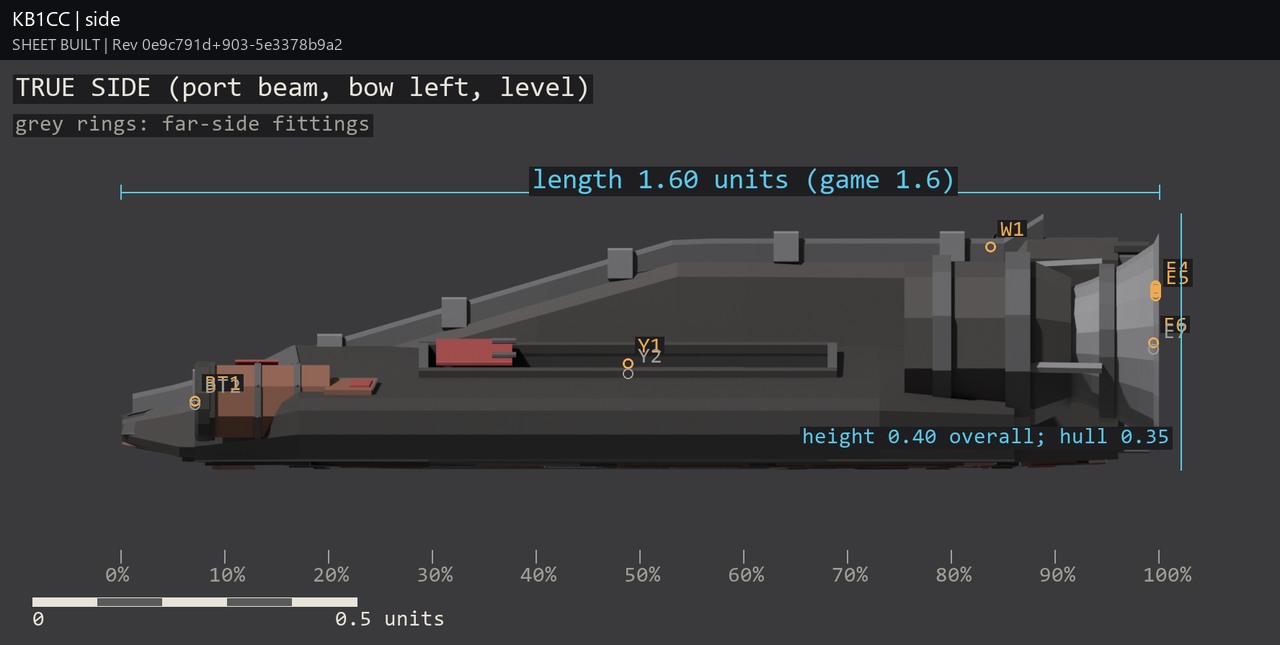 KB1CC | side
SHEET BUILT | Rev 0e9c791d+903-5e3378b9a2
TRUE SIDE (port beam, bow left, level)
grey rings: far-side fittings
length 1.60 units (game 1.6)
W1
E5
E6
Y1
Y2
height 0.40 overall; hull 0.35
0% 10% 20% 30% 40% 50% 60% 70% 80% 90% 100%
0 0.5 units